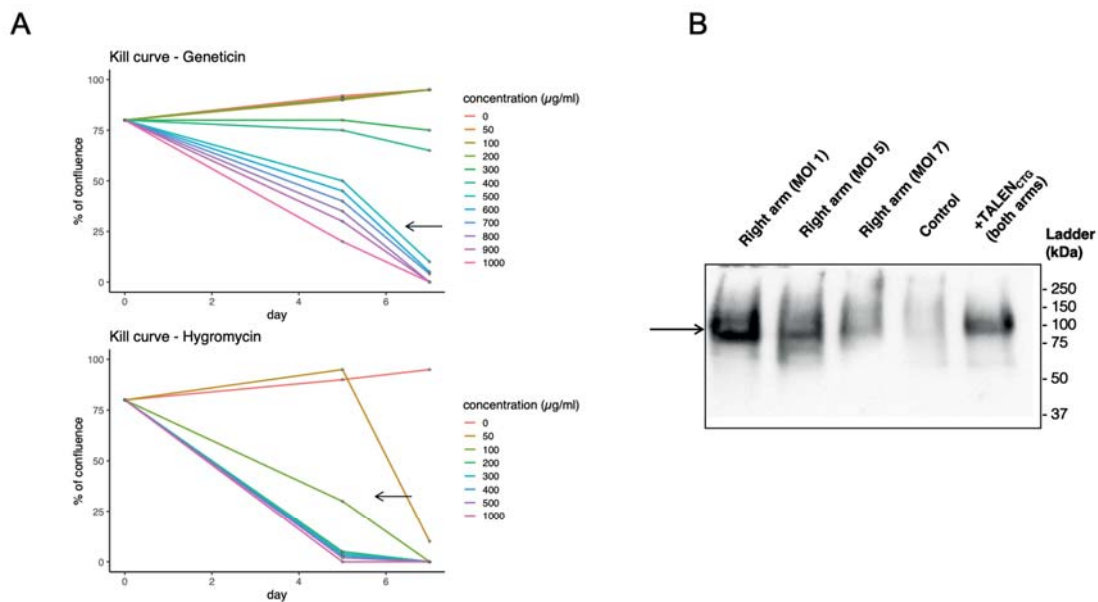 A
Kill curve - Geneticin
% of confluence
100
75
50
25
0
0
2
4
6
day
concentration (µg/ml)
0
50
100
200
300
400
500
600
700
800
900
1000
Kill curve - Hygromycin
% of confluence
100
75
50
25
0
0
2
4
6
day
concentration (µg/ml)
0
50
100
200
300
400
500
1000
B
Right arm (MOI 1)
Right arm (MOI 5)
Right arm (MOI 7)
Control
+TALENCTG
(both arms)
Ladder
(kDa)
- 250
- 150
- 100
- 75
- 50
- 37